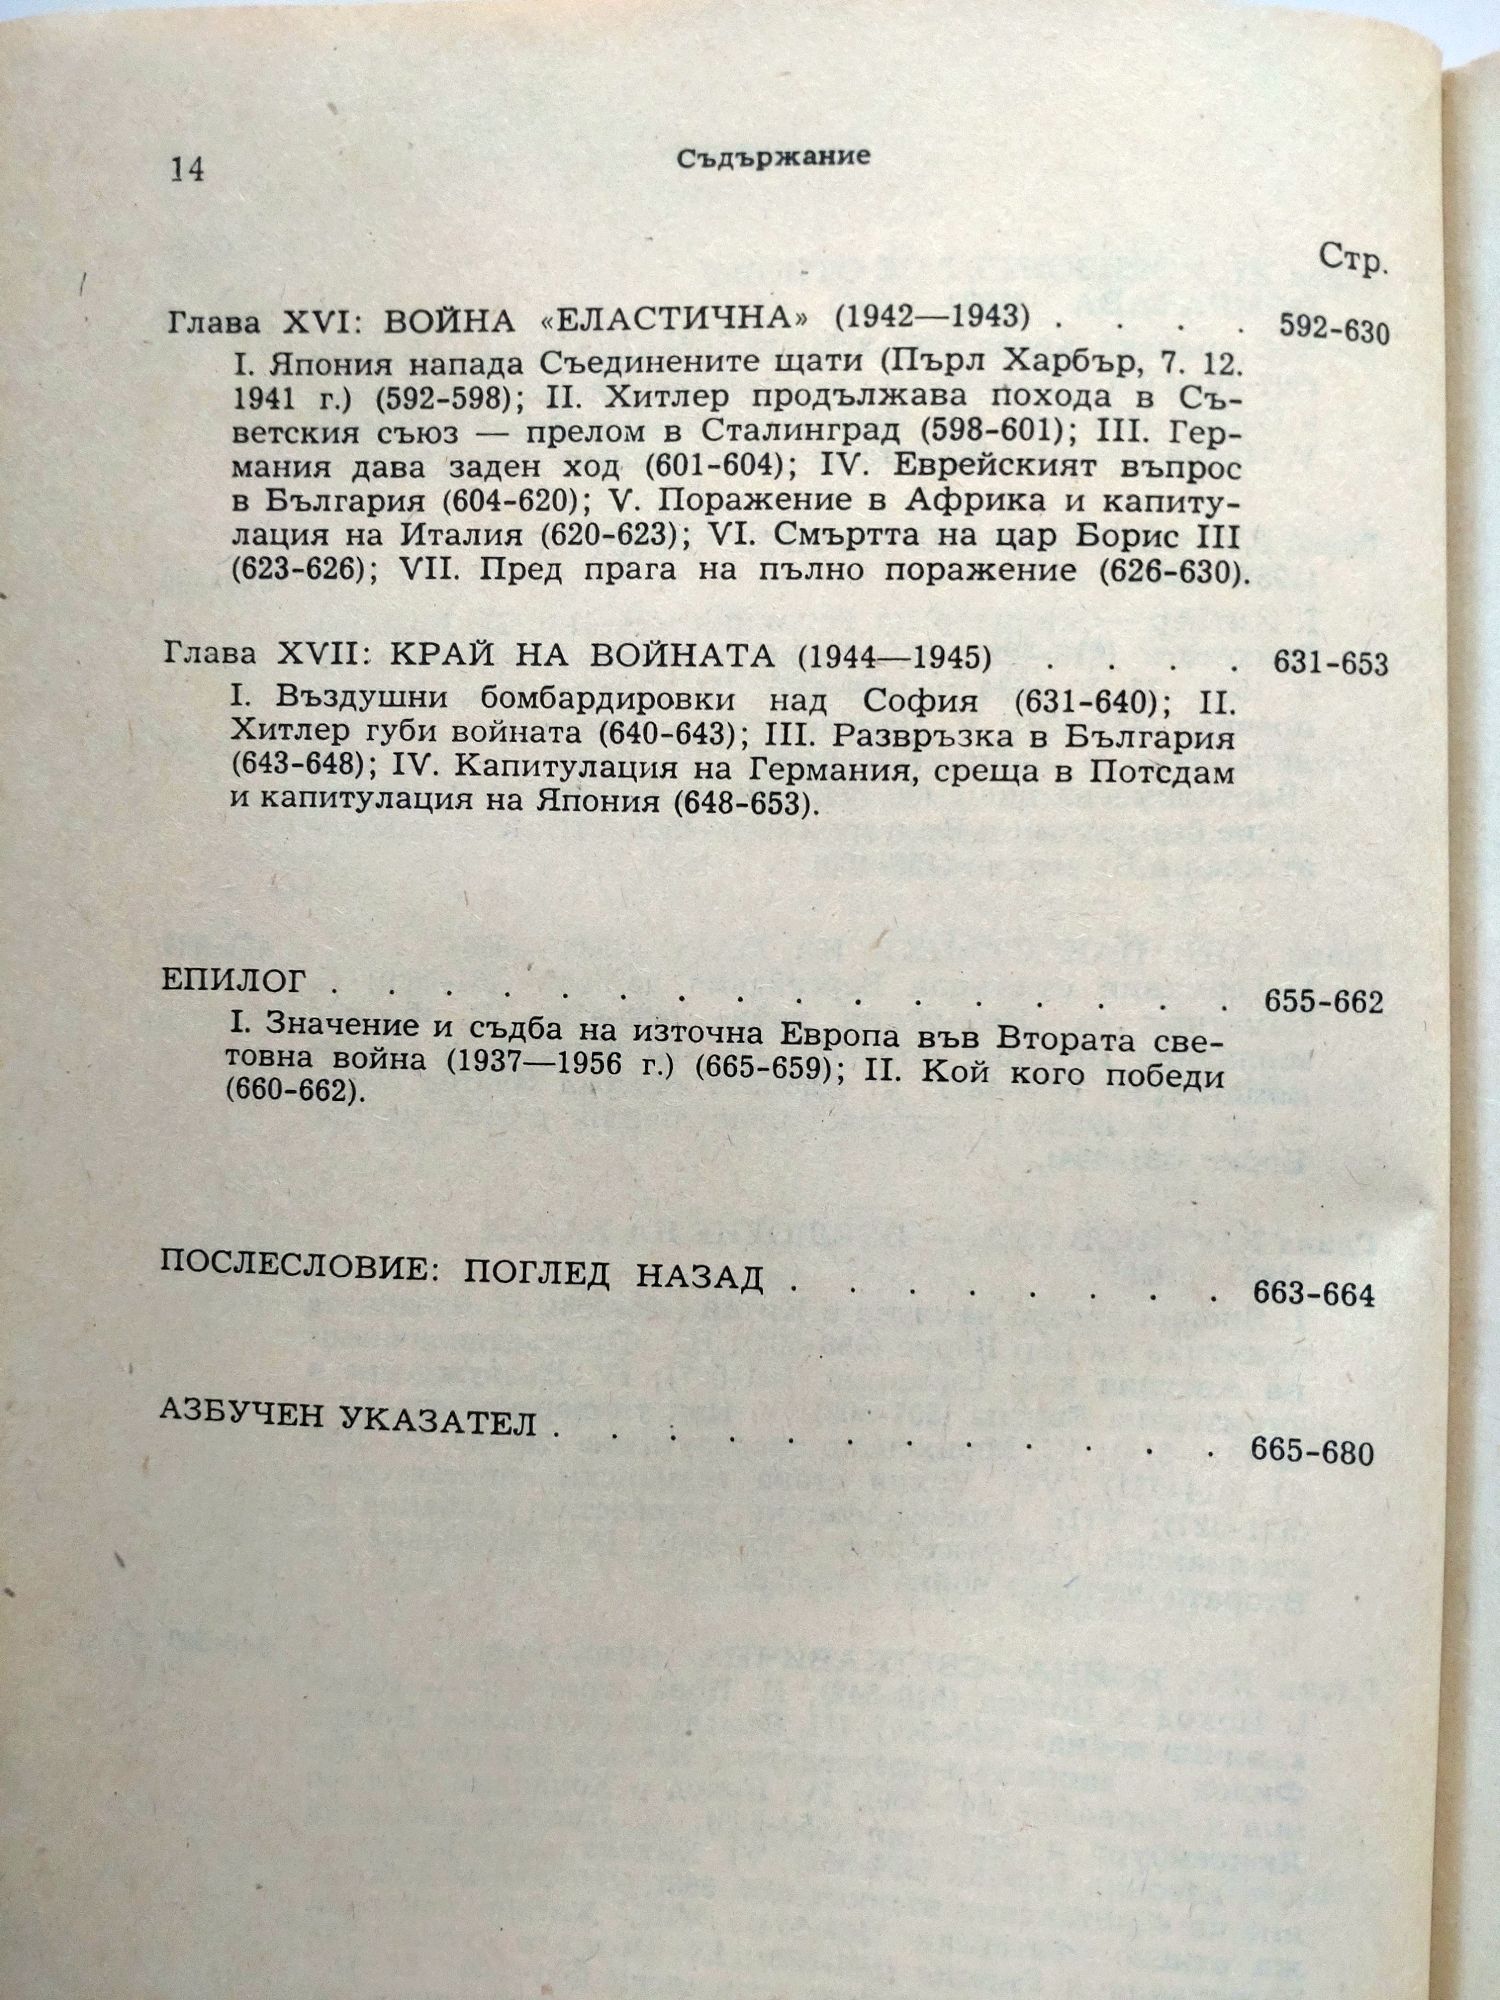 14
Съдържание
Стр.
Глава XVI: ВОЙНА «ЕЛАСТИЧНА» (1942—1943) . . . . 592-630
I. Япония напада Съединените щати (Пърл Харбър, 7. 12.
1941 г.) (592-598); II. Хитлер продължава похода в Съ-
ветския съюз — прелом в Сталинград (598-601); III. Гер-
мания дава заден ход (601-604); IV. Еврейският въпрос
в България (604-620); V. Поражение в Африка и капиту-
лация на Италия (620-623); VI. Смъртта на цар Борис III
(623-626); VII. Пред прага на пълно поражение (626-630).
Глава XVII: КРАЙ НА ВОЙНАТА (1944—1945) . . . . 631-653
I. Въздушни бомбардировки над София (631-640); II.
Хитлер губи войната (640-643); III. Развръзка в България
(643-648); IV. Капитулация на Германия, среща в Потсдам
и капитулация на Япония (648-653).
ЕПИЛОГ . . . . . . . . . . . . . . . . 655-662
I. Значение и съдба на източна Европа във Втората све-
товна война (1937—1956 г.) (665-659); II. Кой кого победи
(660-662).
ПОСЛЕСЛОВИЕ: ПОГЛЕД НАЗАД . . . . . . . . 663-664
АЗБУЧЕН УКАЗАТЕЛ . . . . . . . . . . . . 665-680